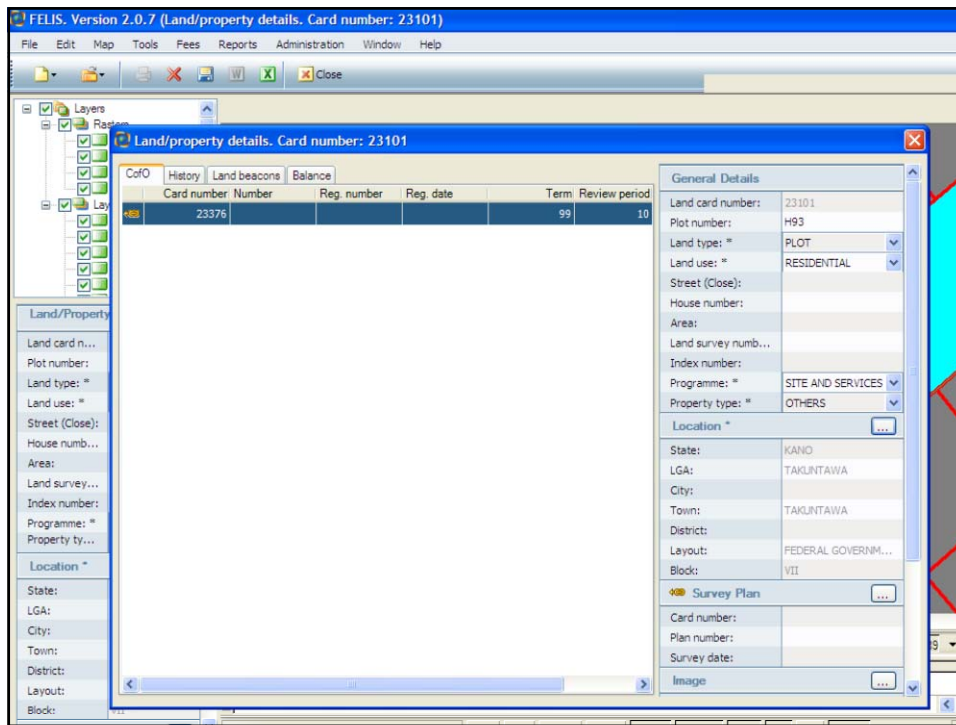 FELIS. Version 2.0.7 (Land/property details. Card number: 23101)
File Edit Map Tools Fees Reports Administration Window Help
W X Close
Layers
Rasters
Lay
Land/property details. Card number: 23101
CofO History Land beacons Balance
Card number Number Reg. number Reg. date Term Review period
23376 99 10
General Details
Land card number: 23101
Plot number: H93
Land type: * PLOT
Land use: * RESIDENTIAL
Street (Close):
House number:
Area:
Land survey numb...
Index number:
Programme: * SITE AND SERVICES
Property type: * OTHERS
Location * ...
State: KANO
LGA: TAKUNTAWA
City:
Town: TAKUNTAWA
District:
Layout: FEDERAL GOVERNM...
Block: VII
Survey Plan ...
Card number:
Plan number:
Survey date:
Image ...
Land/Property
Land card n...
Plot number:
Land type: *
Land use: *
Street (Close):
House numb...
Area:
Land survey...
Index number:
Programme: *
Property ty...
Location *
State:
LGA:
City:
Town:
District:
Layout:
Block: VII